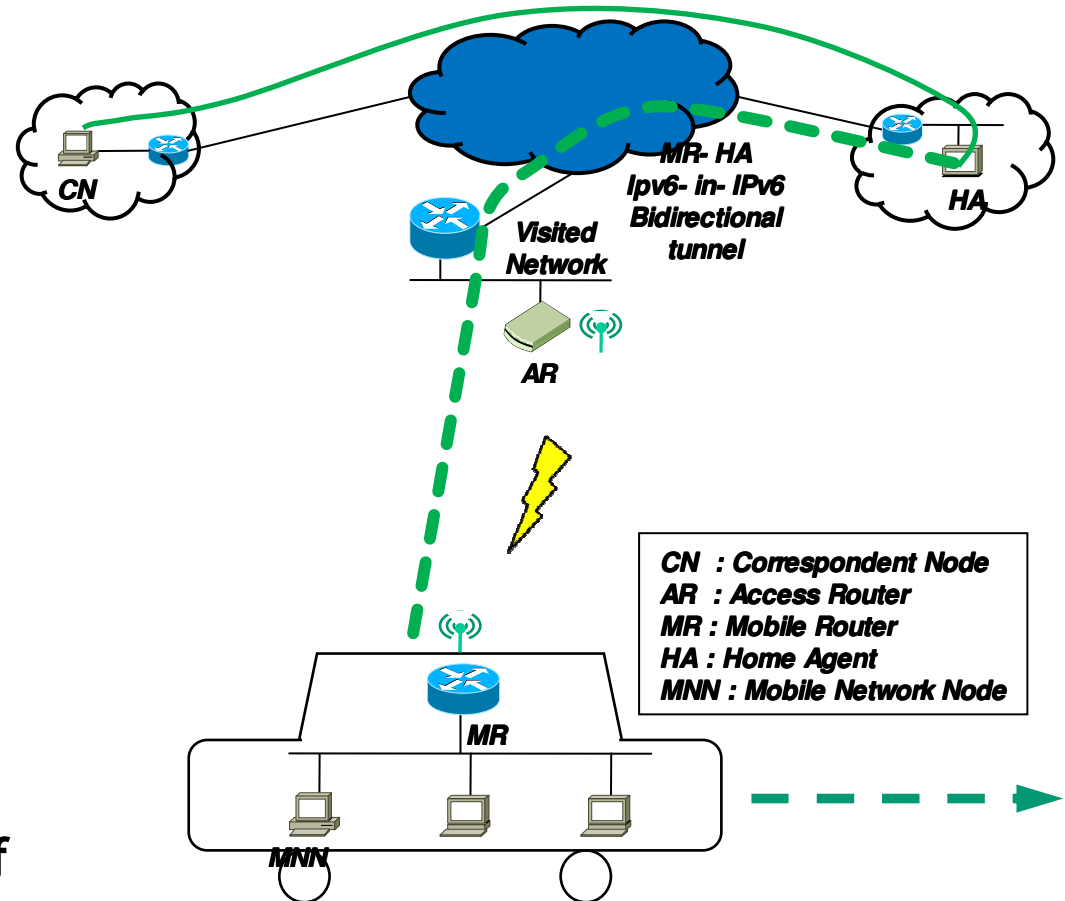 CN
HA
MR- HA
Ipv6- in- IPv6
Bidirectional
tunnel
Visited
Network
AR
CN : Correspondent Node
AR : Access Router
MR : Mobile Router
HA : Home Agent
MNN : Mobile Network Node
MR
MNN
f